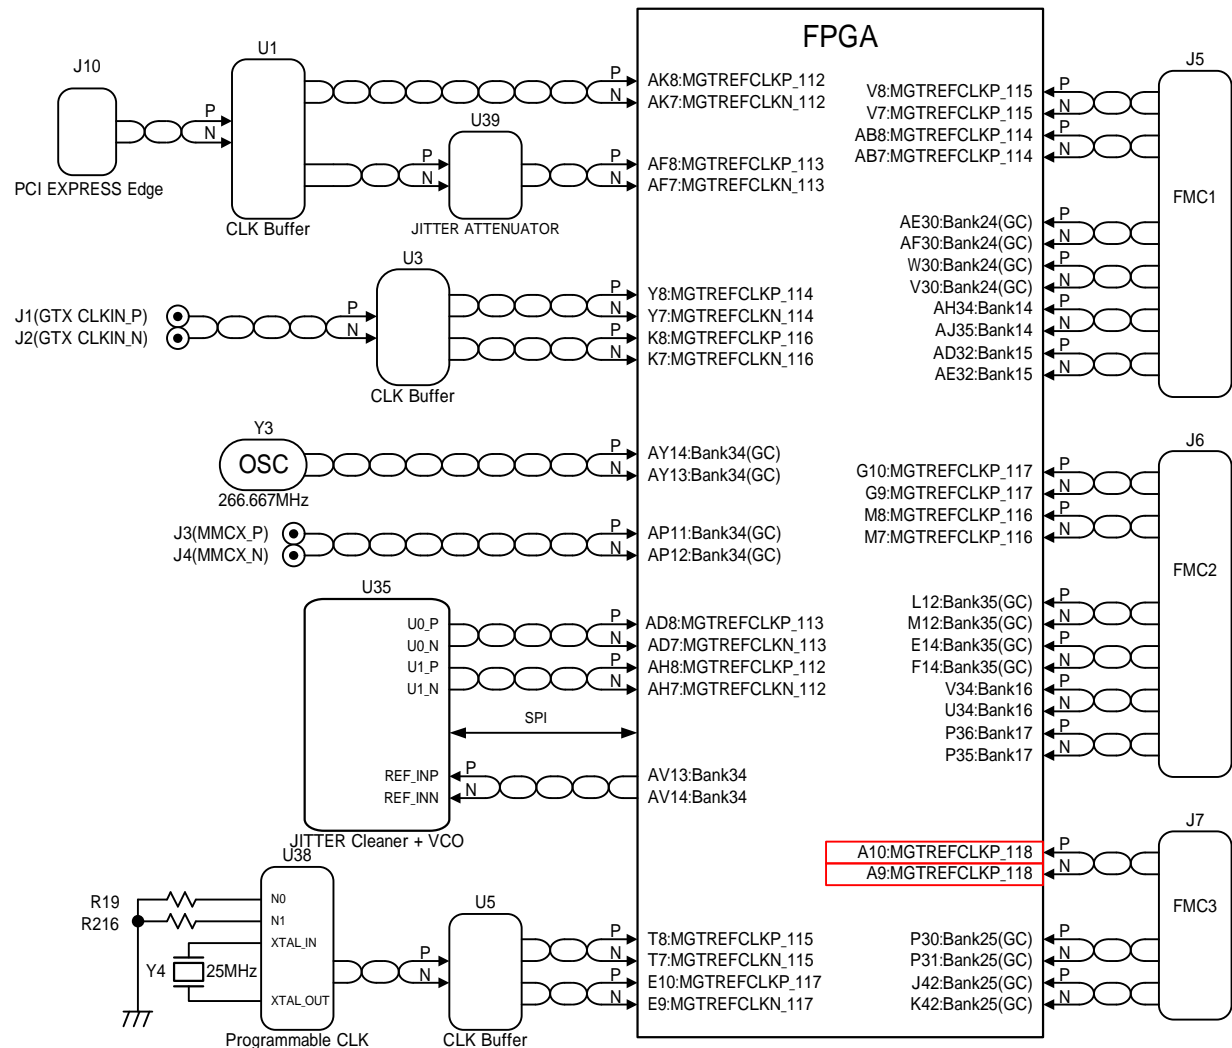 FPGA
J10
PCI EXPRESS Edge
P
N
U1
CLK Buffer
P
N
AK8:MGTREFCLKP_112
AK7:MGTREFCLKN_112
P
N
U39
JITTER ATTENUATOR
P
N
AF8:MGTREFCLKP_113
AF7:MGTREFCLKN_113
J1(GTX CLKIN_P)
J2(GTX CLKIN_N)
P
N
U3
CLK Buffer
P
N
P
N
Y8:MGTREFCLKP_114
Y7:MGTREFCLKN_114
K8:MGTREFCLKP_116
K7:MGTREFCLKN_116
Y3
OSC
266.667MHz
P
N
AY14:Bank34(GC)
AY13:Bank34(GC)
J3(MMCX_P)
J4(MMCX_N)
P
N
AP11:Bank34(GC)
AP12:Bank34(GC)
U35
U0_P
U0_N
U1_P
U1_N
REF_INP
REF_INN
JITTER Cleaner + VCO
P
N
P
N
AD8:MGTREFCLKP_113
AD7:MGTREFCLKN_113
AH8:MGTREFCLKP_112
AH7:MGTREFCLKN_112
SPI
P
N
AV13:Bank34
AV14:Bank34
U38
R19
R216
Y4
25MHz
N0
N1
XTAL_IN
XTAL_OUT
Programmable CLK
P
N
U5
CLK Buffer
P
N
P
N
T8:MGTREFCLKP_115
T7:MGTREFCLKN_115
E10:MGTREFCLKP_117
E9:MGTREFCLKN_117
J5
FMC1
V8:MGTREFCLKP_115
V7:MGTREFCLKP_115
AB8:MGTREFCLKP_114
AB7:MGTREFCLKP_114
P
N
P
N
AE30:Bank24(GC)
AF30:Bank24(GC)
W30:Bank24(GC)
V30:Bank24(GC)
AH34:Bank14
AJ35:Bank14
AD32:Bank15
AE32:Bank15
P
N
P
N
P
N
P
N
J6
FMC2
G10:MGTREFCLKP_117
G9:MGTREFCLKP_117
M8:MGTREFCLKP_116
M7:MGTREFCLKP_116
P
N
P
N
L12:Bank35(GC)
M12:Bank35(GC)
E14:Bank35(GC)
F14:Bank35(GC)
V34:Bank16
U34:Bank16
P36:Bank17
P35:Bank17
P
N
P
N
P
N
P
N
J7
FMC3
A10:MGTREFCLKP_118
A9:MGTREFCLKP_118
P
N
P30:Bank25(GC)
P31:Bank25(GC)
J42:Bank25(GC)
K42:Bank25(GC)
P
N
P
N